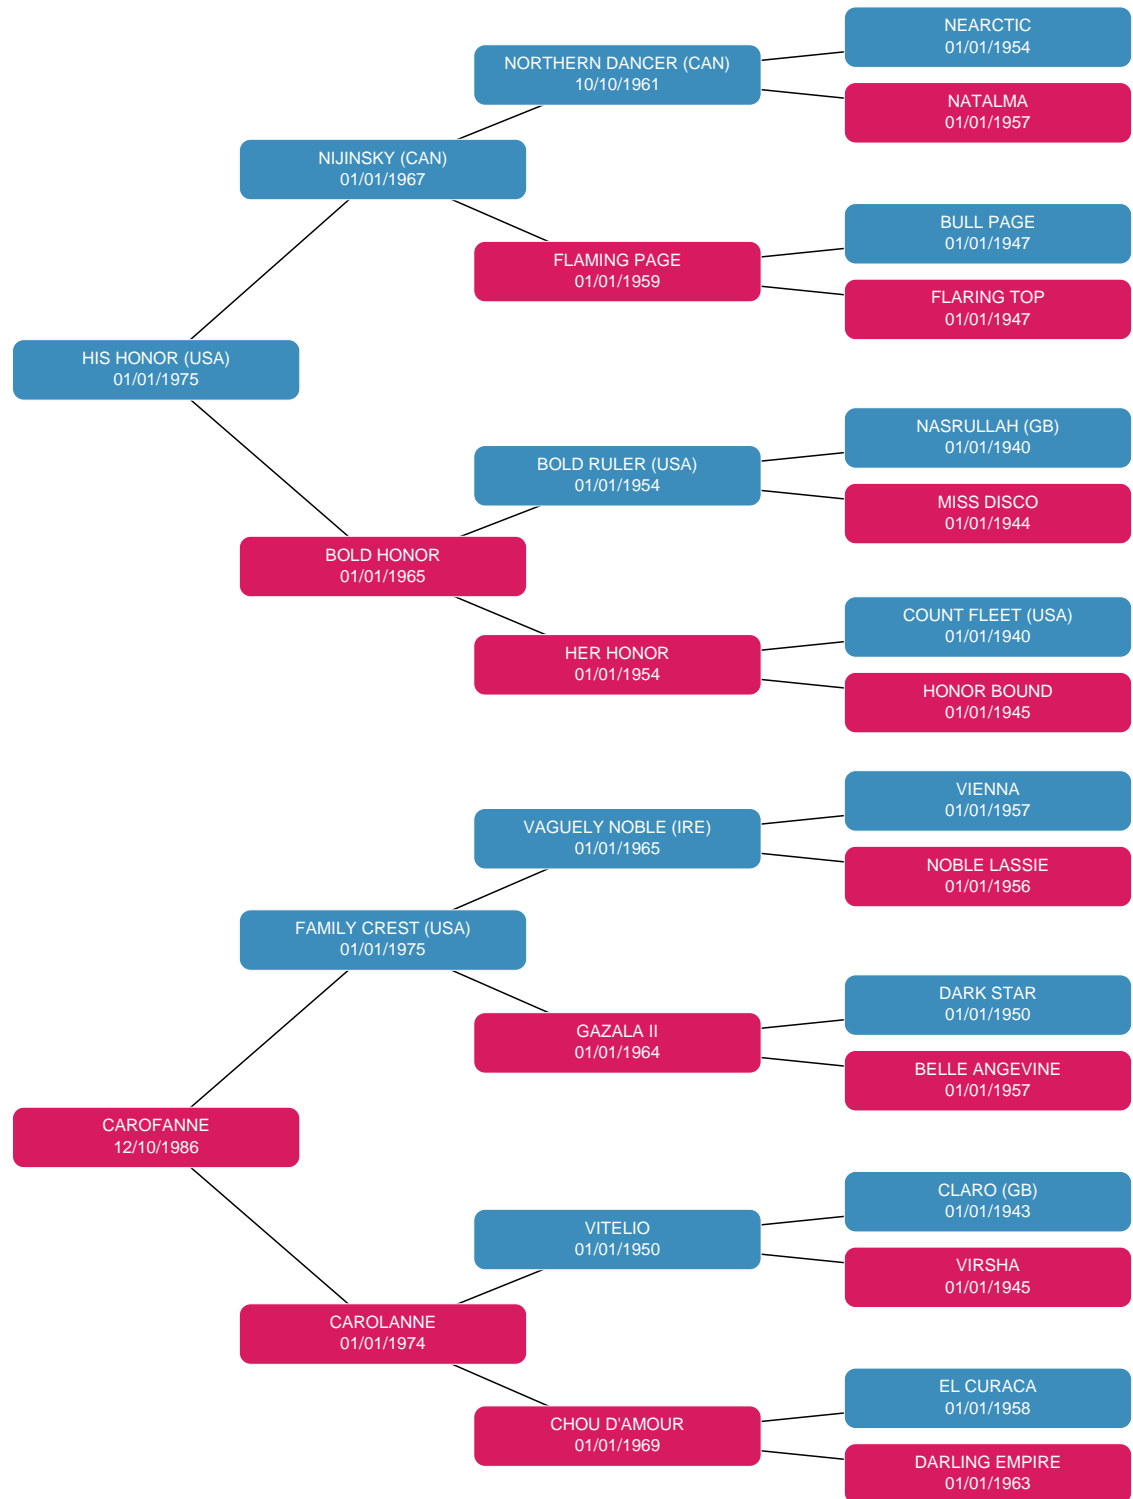 NEARCTIC
01/01/1954
NORTHERN DANCER (CAN)
10/10/1961
NATALMA
01/01/1957
NIJINSKY (CAN)
01/01/1967
BULL PAGE
01/01/1947
FLAMING PAGE
01/01/1959
FLARING TOP
01/01/1947
HIS HONOR (USA)
01/01/1975
NASRULLAH (GB)
01/01/1940
BOLD RULER (USA)
01/01/1954
MISS DISCO
01/01/1944
BOLD HONOR
01/01/1965
COUNT FLEET (USA)
01/01/1940
HER HONOR
01/01/1954
HONOR BOUND
01/01/1945
VIENNA
01/01/1957
VAGUELY NOBLE (IRE)
01/01/1965
NOBLE LASSIE
01/01/1956
FAMILY CREST (USA)
01/01/1975
DARK STAR
01/01/1950
GAZALA II
01/01/1964
BELLE ANGEVINE
01/01/1957
CAROFANNE
12/10/1986
CLARO (GB)
01/01/1943
VITELIO
01/01/1950
VIRSHA
01/01/1945
CAROLANNE
01/01/1974
EL CURACA
01/01/1958
CHOU D'AMOUR
01/01/1969
DARLING EMPIRE
01/01/1963